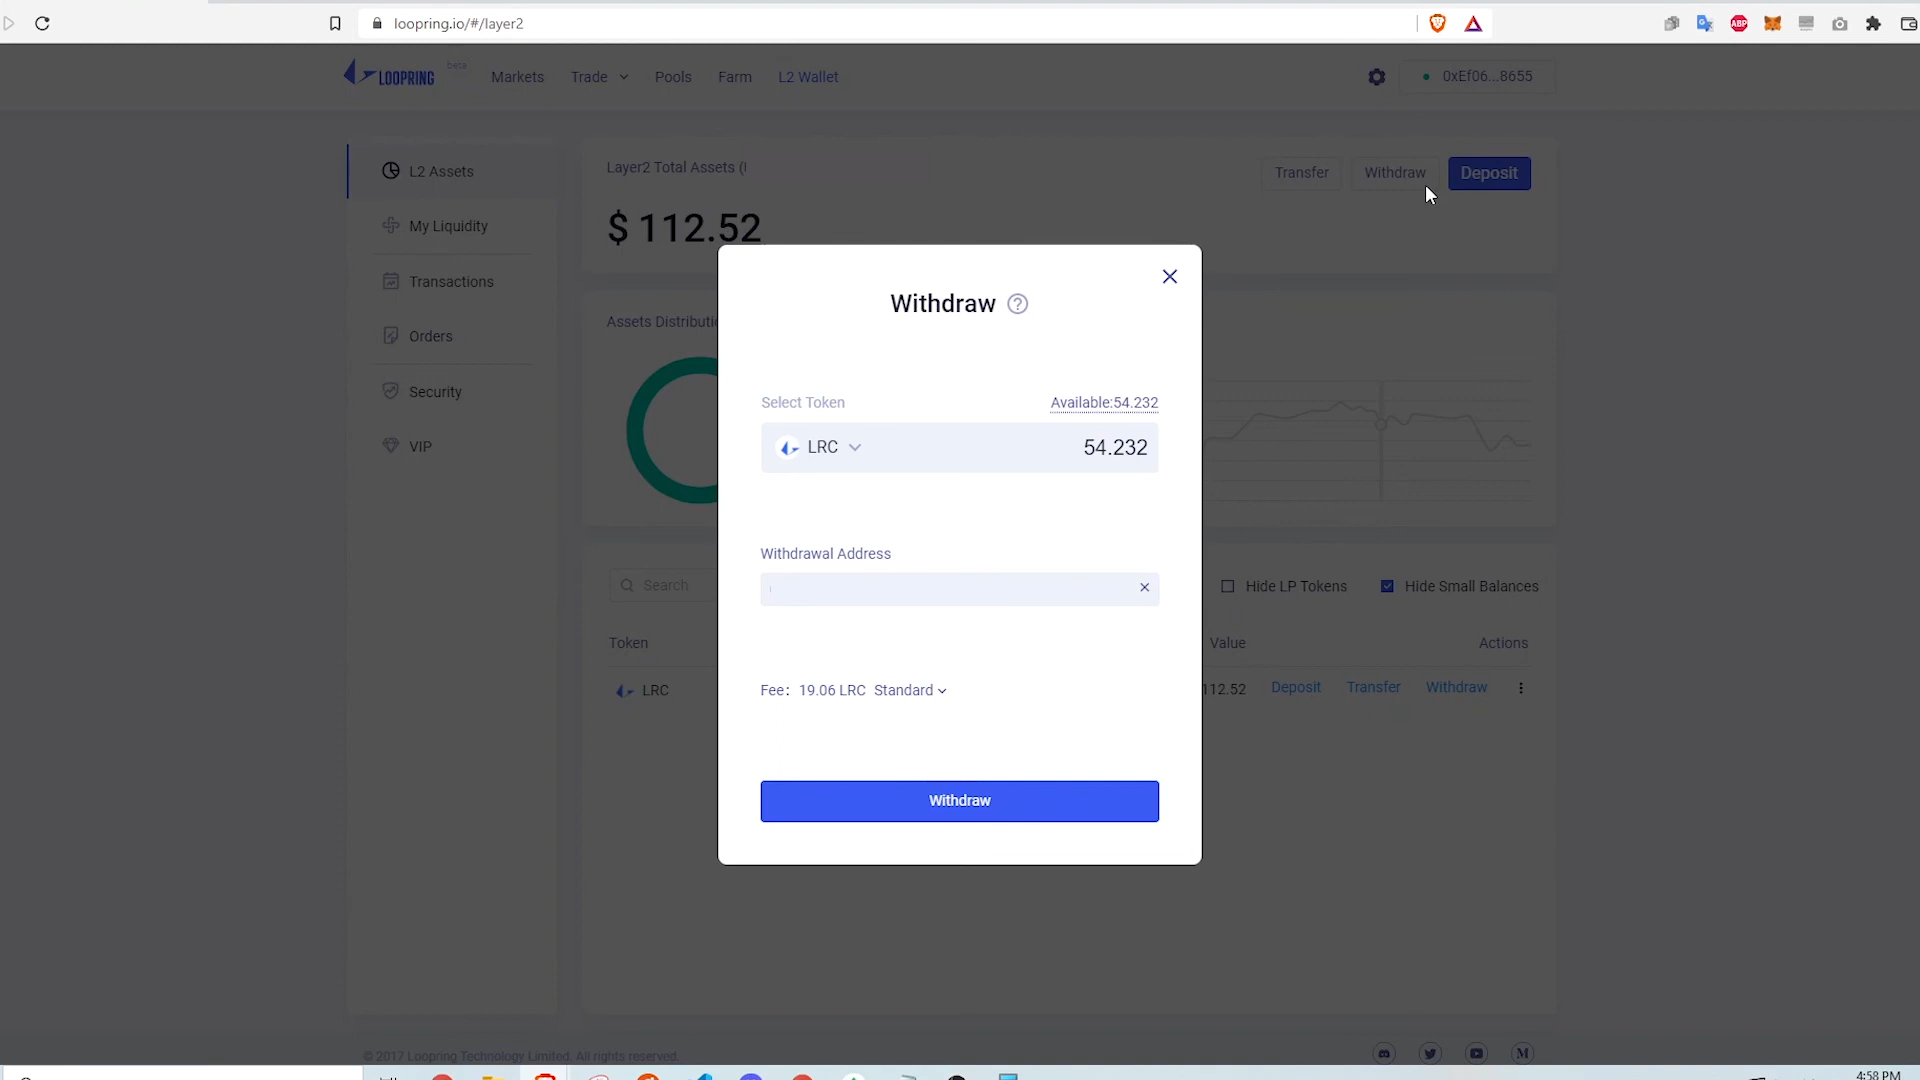 loopring.io/#/layer2
ABP
LOOPRING
beta
Markets
Trade
Pools
Farm
L2 Wallet
0xEf06...8655
L2 Assets
My Liquidity
Transactions
Orders
Security
VIP
Layer2 Total Assets (
$ 112.52
Transfer
Withdraw
Deposit
Assets Distributi
Withdraw
Select Token
Available:54.232
LRC
54.232
Withdrawal Address
Fee: 19.06 LRC Standard
Withdraw
Search
Hide LP Tokens
Hide Small Balances
Token
Value
Actions
LRC
112.52
Deposit
Transfer
Withdraw
© 2017 Loopring Technology Limited. All rights reserved.
4:58 PM